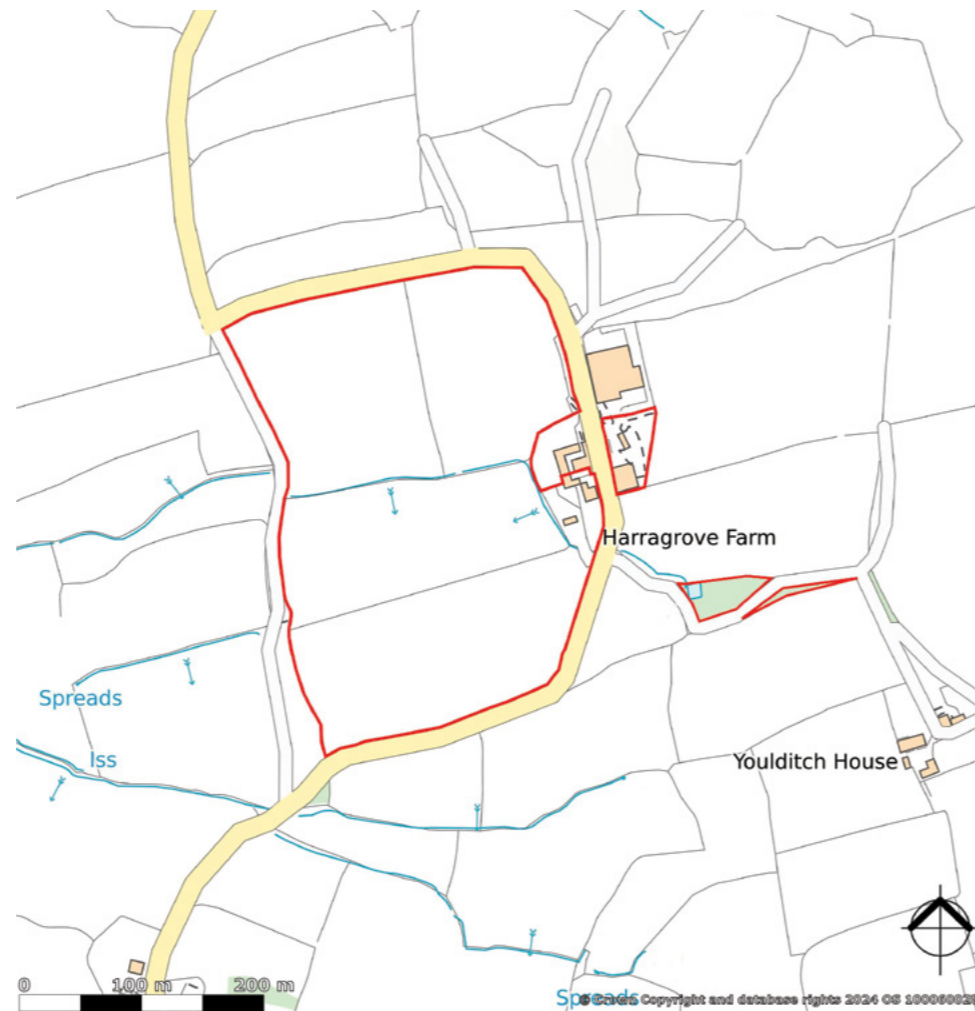 Harragrove Farm
Spreads
Iss
Youlditch House
0 100 m 200 m
Spreads
Crown Copyright and database rights 2024 OS